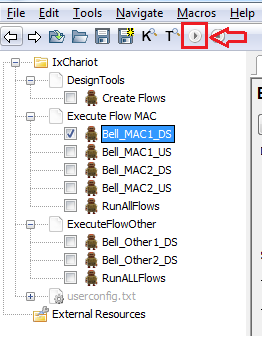 File Edit Tools Navigate Macros Help
K T
IxChariot
DesignTools
Create Flows
Execute Flow MAC
Bell_MAC1_DS
Bell_MAC1_US
Bell_MAC2_DS
Bell_MAC2_US
RunAllFlows
ExecuteFlowOther
Bell_Other1_DS
Bell_Other2_DS
RunALLFlows
userconfig.txt
External Resources